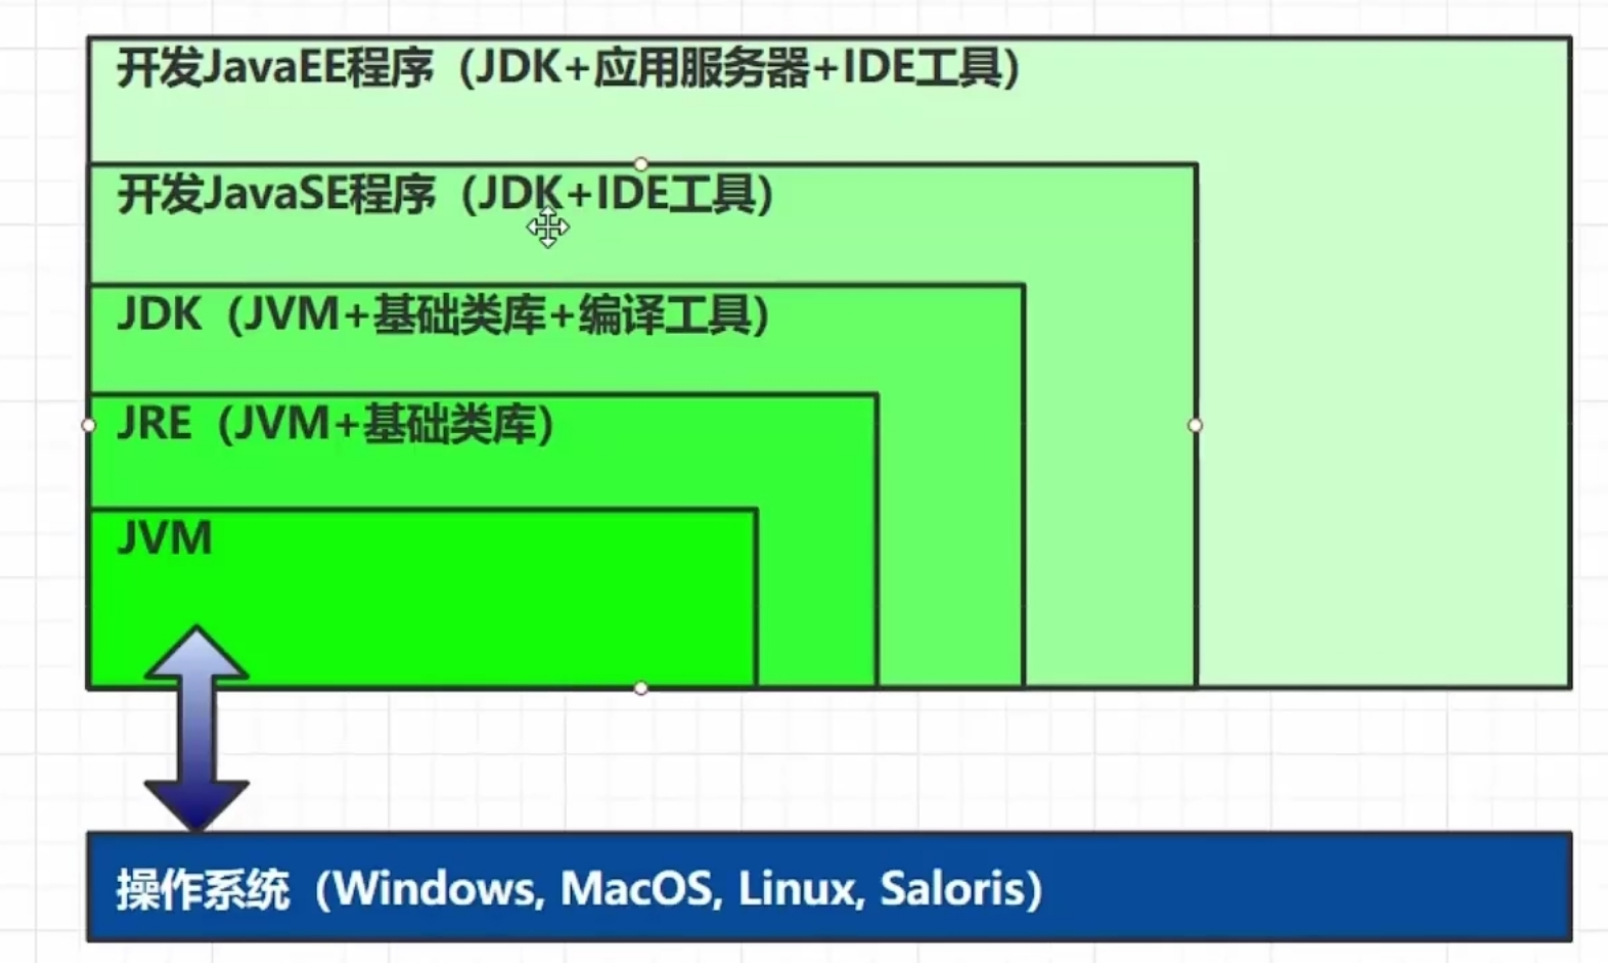 开发JavaEE程序（JDK+应用服务器+IDE工具）
开发JavaSE程序（JDK+IDE工具）
JDK（JVM+基础类库+编译工具）
JRE（JVM+基础类库）
JVM
操作系统（Windows, MacOS, Linux, Saloris）